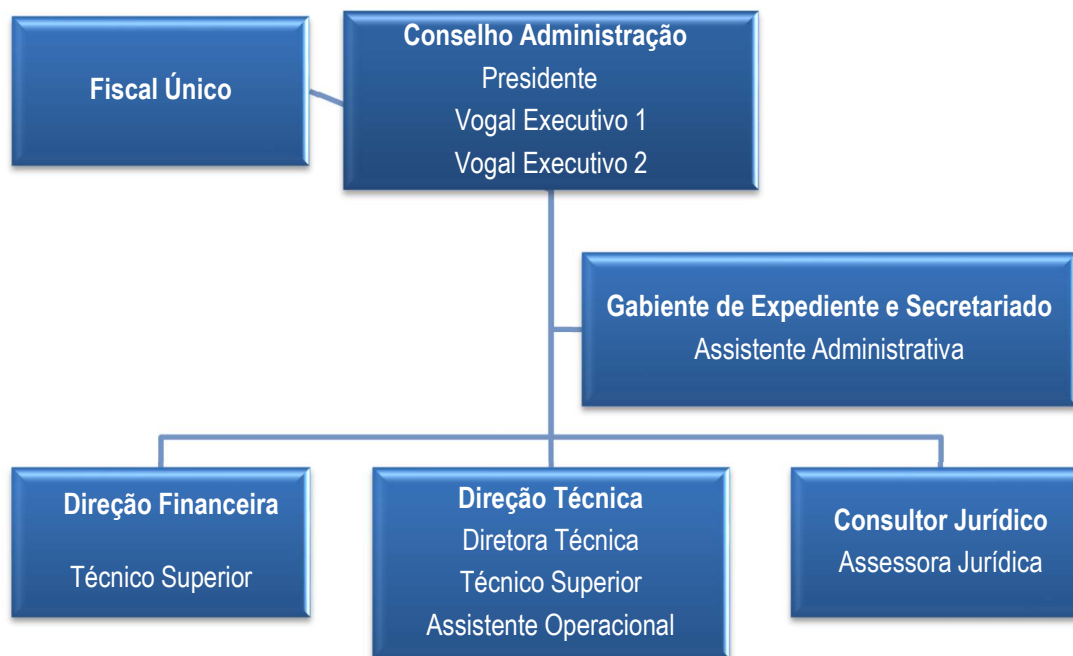 Fiscal Único
Conselho Administração
Presidente
Vogal Executivo 1
Vogal Executivo 2
Gabiente de Expediente e Secretariado
Assistente Administrativa
Direção Financeira
Técnico Superior
Direção Técnica
Diretora Técnica
Técnico Superior
Assistente Operacional
Consultor Jurídico
Assessora Jurídica